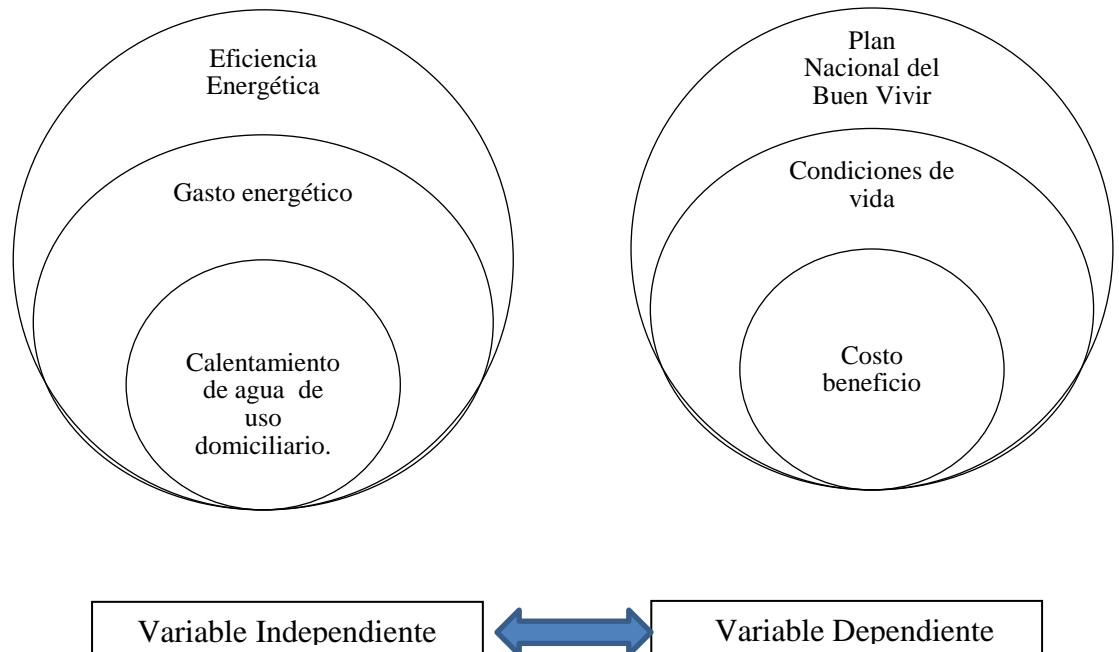 Eficiencia
Energética
Gasto energético
Calentamiento
de agua de
uso
domiciliario.
Plan
Nacional del
Buen Vivir
Condiciones de
vida
Costo
beneficio
Variable Independiente
Variable Dependiente